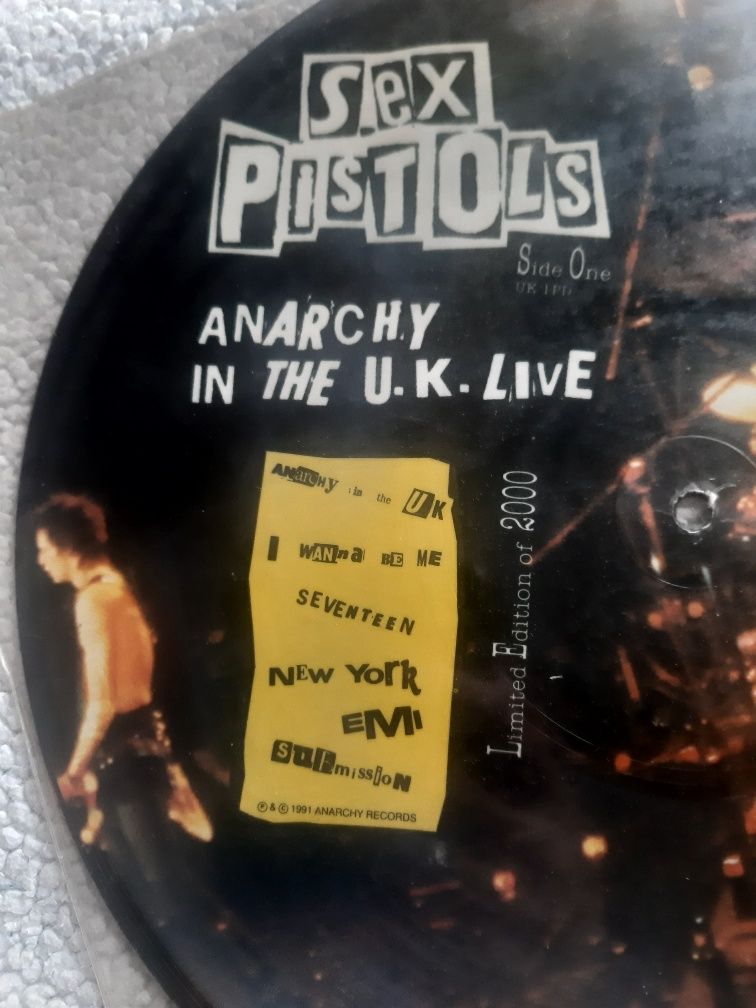 SeX
PiSTOLS
Side One
UK 1 PD
ANARCHY
IN THE U.K. LIVE
ANarcHy in the UK
I WANna BE ME
SEVENTEEN
NEW YorK
EMI
SuBmissioN
Ⓟ & © 1991 ANARCHY RECORDS
Limited Edition of 2000